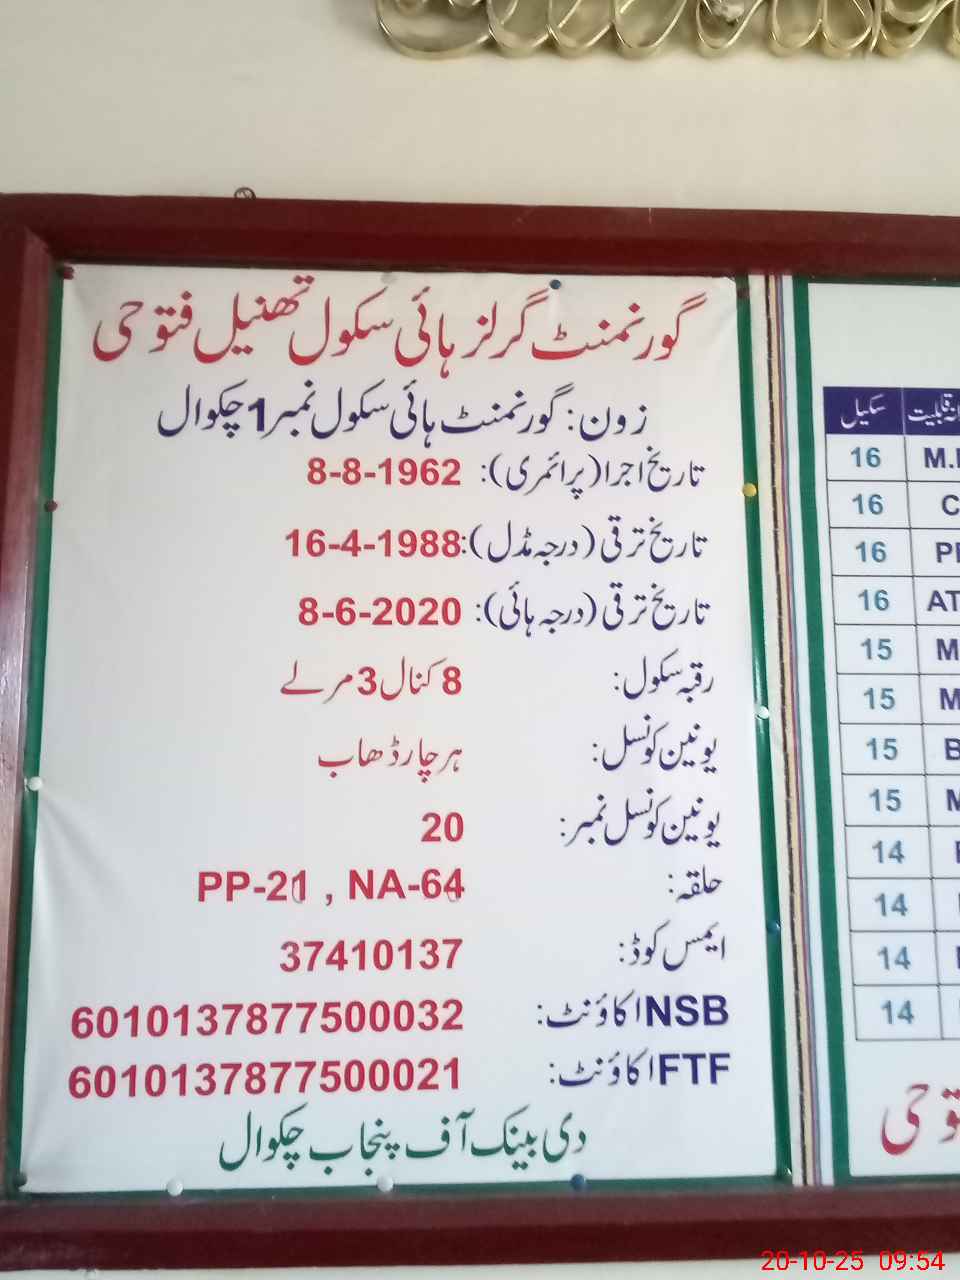 گورنمنٹ گرلز ہائی سکول تھنیل فتوحی
زون: گورنمنٹ ہائی سکول نمبر 1 چکوال
تاریخ اجرا (پرائمری): 8-8-1962
تاریخ ترقی (درجہ مڈل): 16-4-1988
تاریخ ترقی (درجہ ہائی): 8-6-2020
رقبہ سکول: 8 کنال 3 مرلے
یونین کونسل: ہرچارڈھاب
یونین کونسل نمبر: 20
حلقہ: PP-21 , NA-64
ایمس کوڈ: 37410137
NSB اکاؤنٹ: 6010137877500032
FTF اکاؤنٹ: 6010137877500021
دی بینک آف پنجاب چکوال
سکیل
16
16
16
16 AT
15
15
15
15
14
14
14
14
20-10-25 09:54